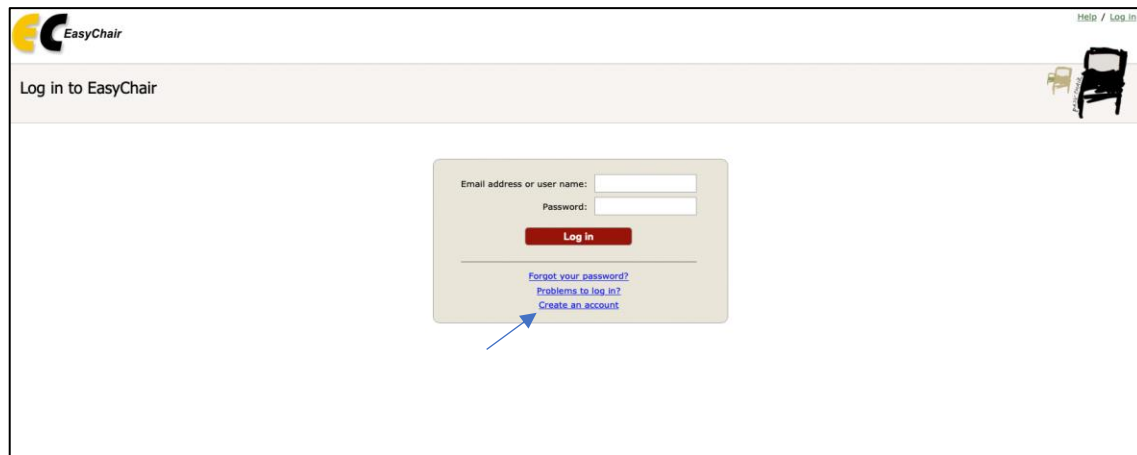 EasyChair
Help / Log in
Log in to EasyChair
Email address or user name:
Password:
Log in
Forgot your password?
Problems to log in?
Create an account